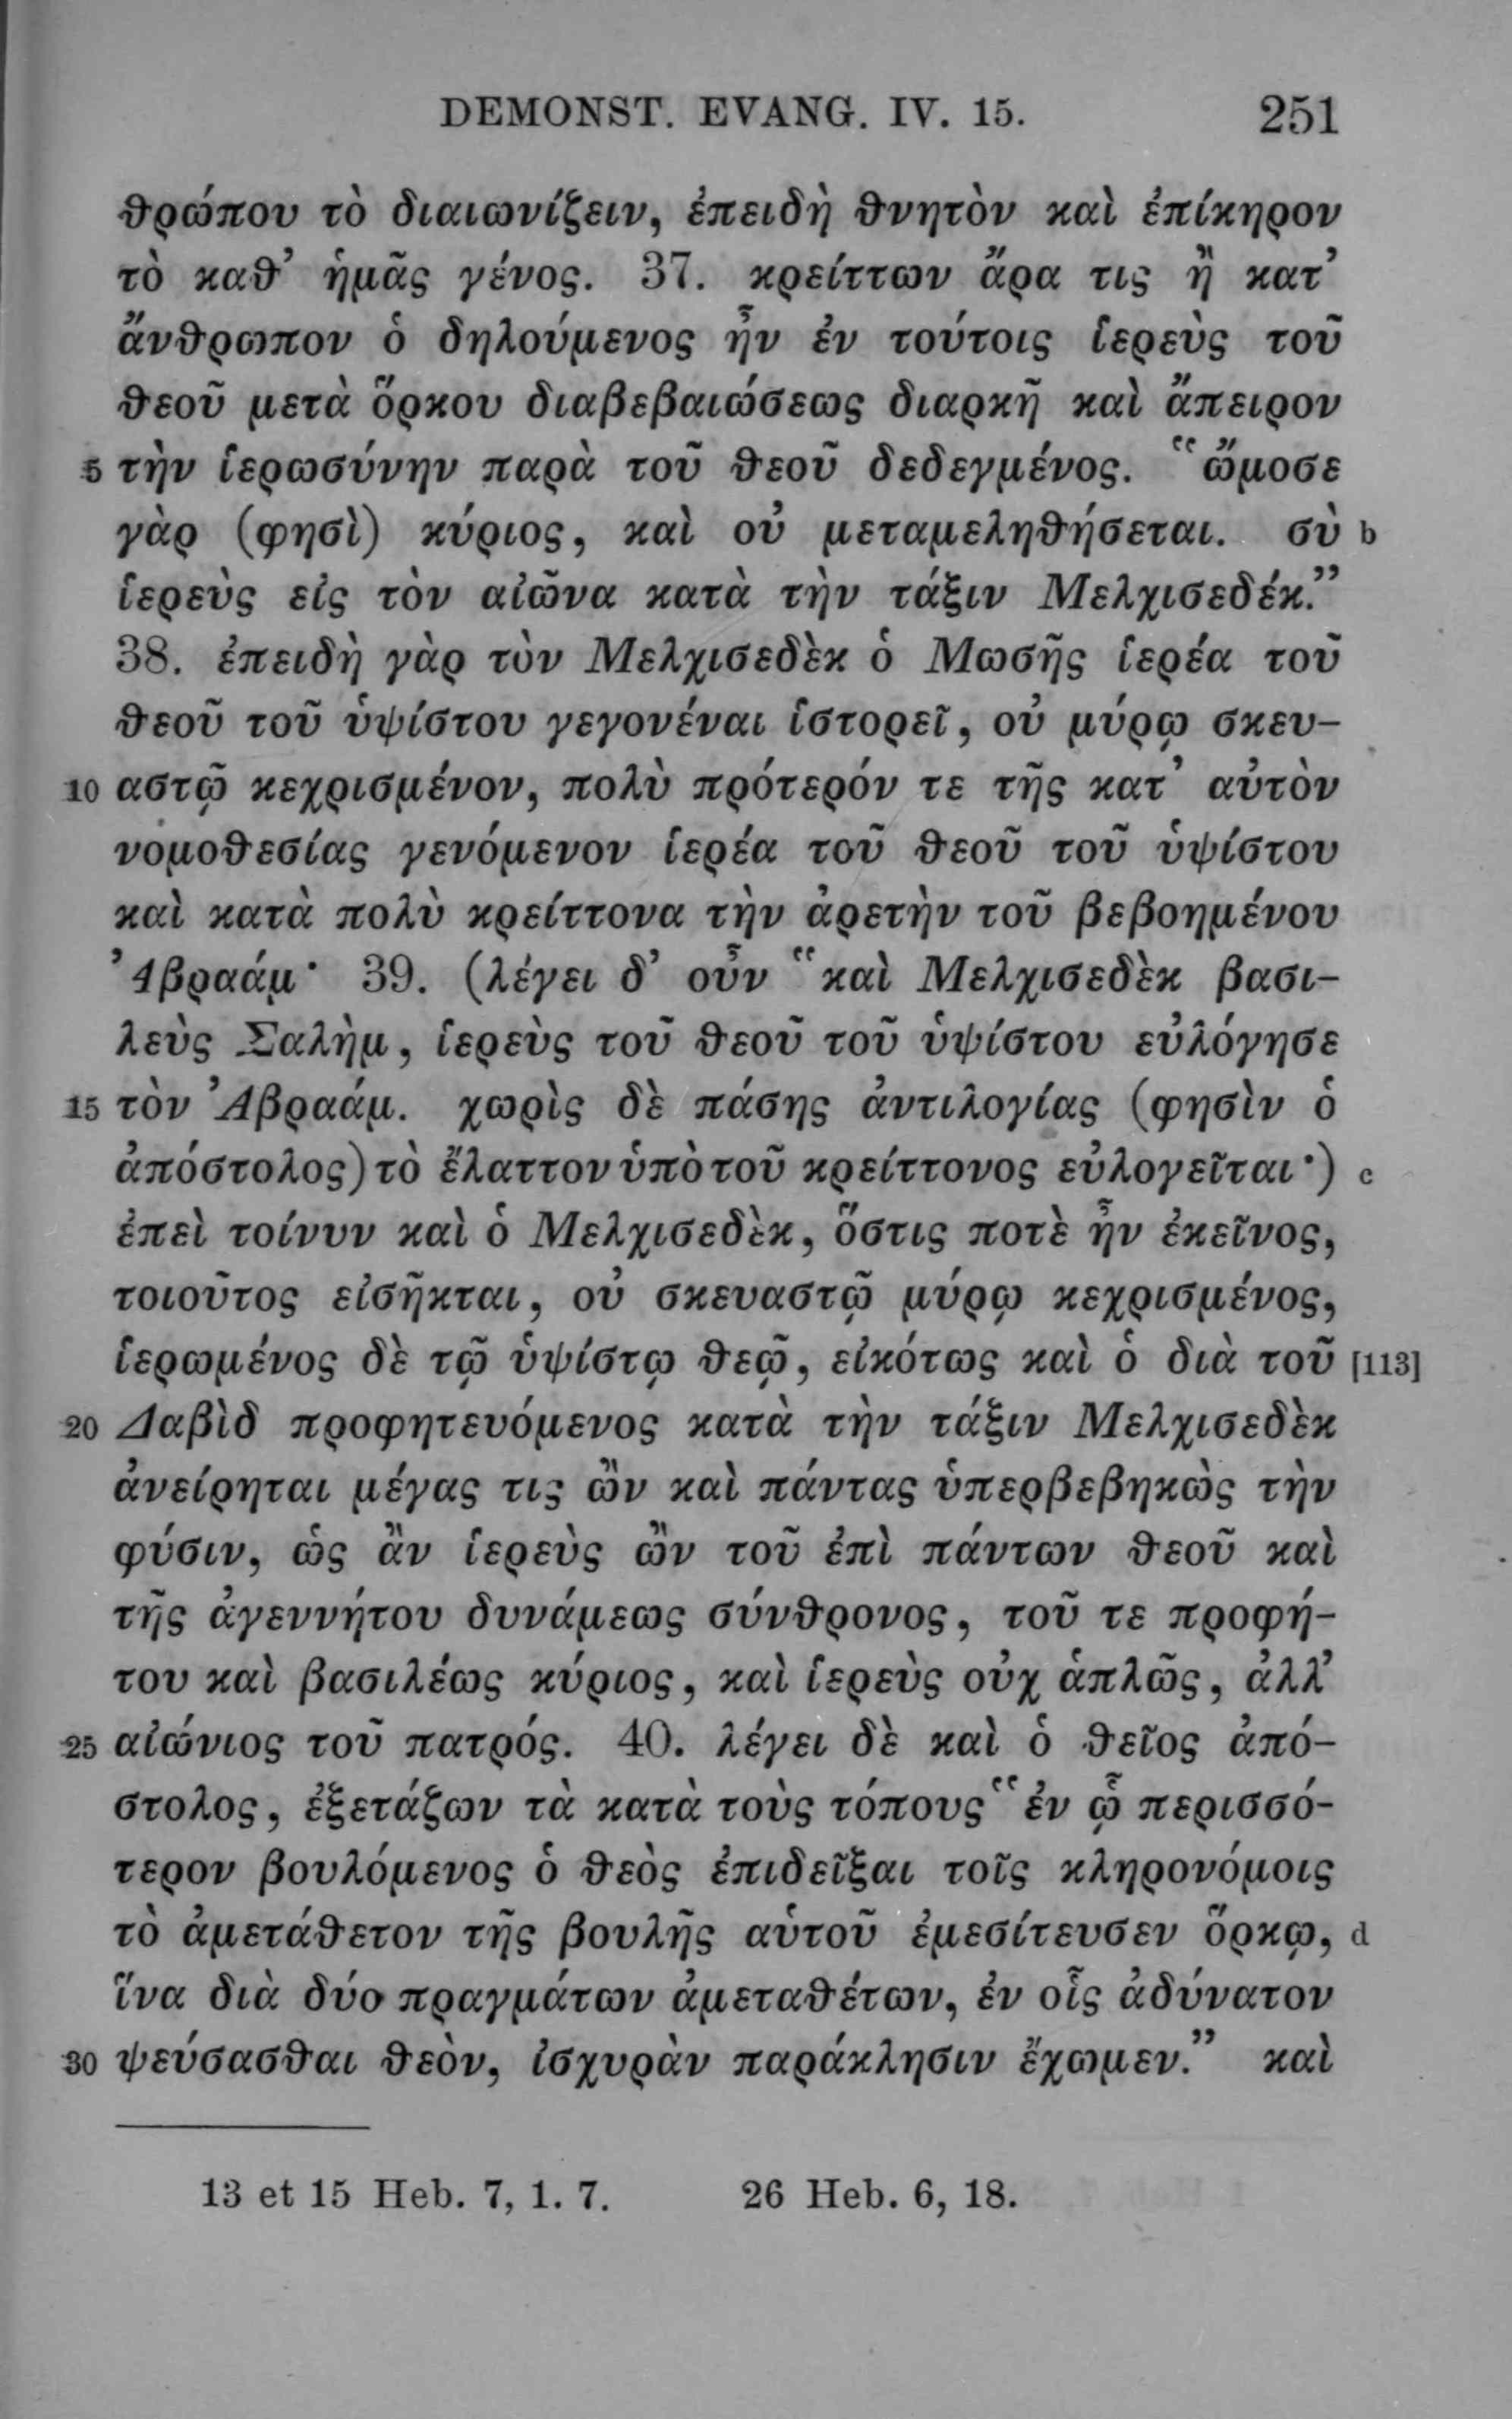 DEMONST. EVANG. IV. 15. 251
θρώπου τὸ διαιωνίζειν, ἐπειδὴ θνητὸν καὶ ἐπίκηρον
τὸ καθ᾽ ἡμᾶς γένος. 37. κρείττων ἄρα τις ἢ κατ᾽
ἄνθρωπον ὁ δηλούμενος ἦν ἐν τούτοις ἱερεὺς τοῦ
θεοῦ μετὰ ὅρκου διαβεβαιώσεως διαρκῆ καὶ ἄπειρον
5 τὴν ἱερωσύνην παρὰ τοῦ θεοῦ δεδεγμένος. “ὤμοσε
γὰρ (φησὶ) κύριος, καὶ οὐ μεταμεληθήσεται. σὺ b
ἱερεὺς εἰς τὸν αἰῶνα κατὰ τὴν τάξιν Μελχισεδέκ.”
38. ἐπειδὴ γὰρ τὸν Μελχισεδὲκ ὁ Μωσῆς ἱερέα τοῦ
θεοῦ τοῦ ὑψίστου γεγονέναι ἱστορεῖ, οὐ μύρῳ σκευ-
10 αστῷ κεχρισμένον, πολὺ πρότερόν τε τῆς κατ᾽ αὐτὸν
νομοθεσίας γενόμενον ἱερέα τοῦ θεοῦ τοῦ ὑψίστου
καὶ κατὰ πολὺ κρείττονα τὴν ἀρετὴν τοῦ βεβοημένου
Ἀβραάμ· 39. (λέγει δ᾽ οὖν “καὶ Μελχισεδὲκ βασι-
λεὺς Σαλὴμ, ἱερεὺς τοῦ θεοῦ τοῦ ὑψίστου εὐλόγησε
15 τὸν Ἀβραάμ. χωρὶς δὲ πάσης ἀντιλογίας (φησὶν ὁ
ἀπόστολος) τὸ ἔλαττον ὑπὸ τοῦ κρείττονος εὐλογεῖται·) c
ἐπεὶ τοίνυν καὶ ὁ Μελχισεδὲκ, ὅστις ποτὲ ἦν ἐκεῖνος,
τοιοῦτος εἰσῆκται, οὐ σκευαστῷ μύρῳ κεχρισμένος,
ἱερωμένος δὲ τῷ ὑψίστῳ θεῷ, εἰκότως καὶ ὁ διὰ τοῦ [113]
20 Δαβὶδ προφητευόμενος κατὰ τὴν τάξιν Μελχισεδὲκ
ἀνείρηται μέγας τις ὢν καὶ πάντας ὑπερβεβηκὼς τὴν
φύσιν, ὡς ἂν ἱερεὺς ὢν τοῦ ἐπὶ πάντων θεοῦ καὶ
τῆς ἀγεννήτου δυνάμεως σύνθρονος, τοῦ τε προφή-
του καὶ βασιλέως κύριος, καὶ ἱερεὺς οὐχ ἁπλῶς, ἀλλ᾽
25 αἰώνιος τοῦ πατρός. 40. λέγει δὲ καὶ ὁ θεῖος ἀπό-
στολος, ἐξετάζων τὰ κατὰ τοὺς τόπους “ἐν ᾧ περισσό-
τερον βουλόμενος ὁ θεὸς ἐπιδεῖξαι τοῖς κληρονόμοις
τὸ ἀμετάθετον τῆς βουλῆς αὑτοῦ ἐμεσίτευσεν ὅρκῳ, d
ἵνα διὰ δύο πραγμάτων ἀμεταθέτων, ἐν οἷς ἀδύνατον
30 ψεύσασθαι θεὸν, ἰσχυρὰν παράκλησιν ἔχωμεν.” καὶ
13 et 15 Heb. 7, 1. 7. 26 Heb. 6, 18.